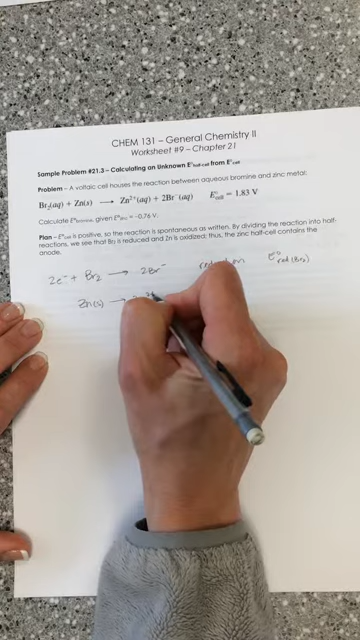 CHEM 131 – General Chemistry II
Worksheet #9 – Chapter 21
Sample Problem #21.3 – Calculating an Unknown E°half-cell from E°cell
Problem – A voltaic cell houses the reaction between aqueous bromine and zinc metal:
Br₂(aq) + Zn(s) ⟶ Zn²⁺(aq) + 2Br⁻(aq) E°cell = 1.83 V
Calculate E°bromine, given E°zinc = -0.76 V.
Plan – E°cell is positive, so the reaction is spontaneous as written. By dividing the reaction into half-
reactions, we see that Br₂ is reduced and Zn is oxidized; thus, the zinc half-cell contains the
anode.
2e⁻ + Br₂ ⟶ 2Br⁻ E° red (Br₂)
Zn(s) ⟶